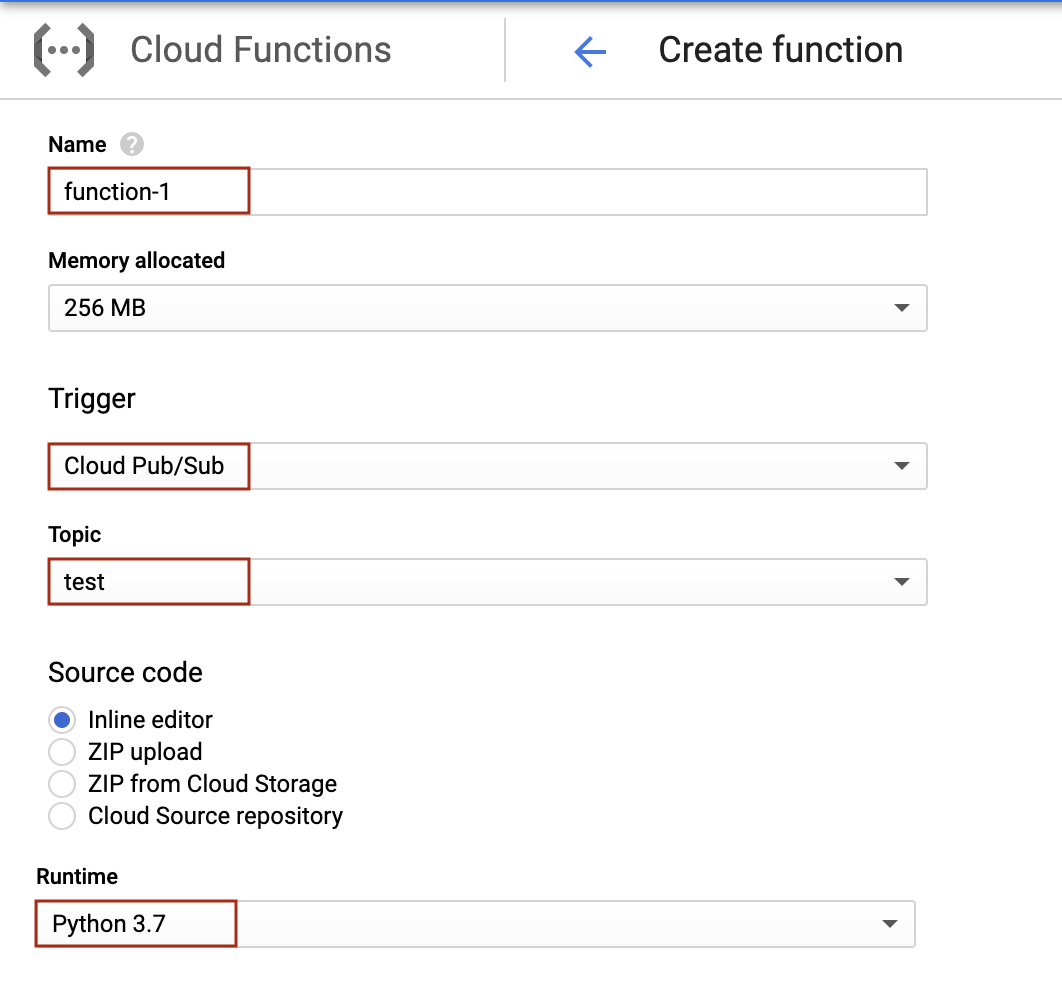 Cloud Functions
Create function
Name ?
function-1
Memory allocated
256 MB
Trigger
Cloud Pub/Sub
Topic
test
Source code
Inline editor
ZIP upload
ZIP from Cloud Storage
Cloud Source repository
Runtime
Python 3.7